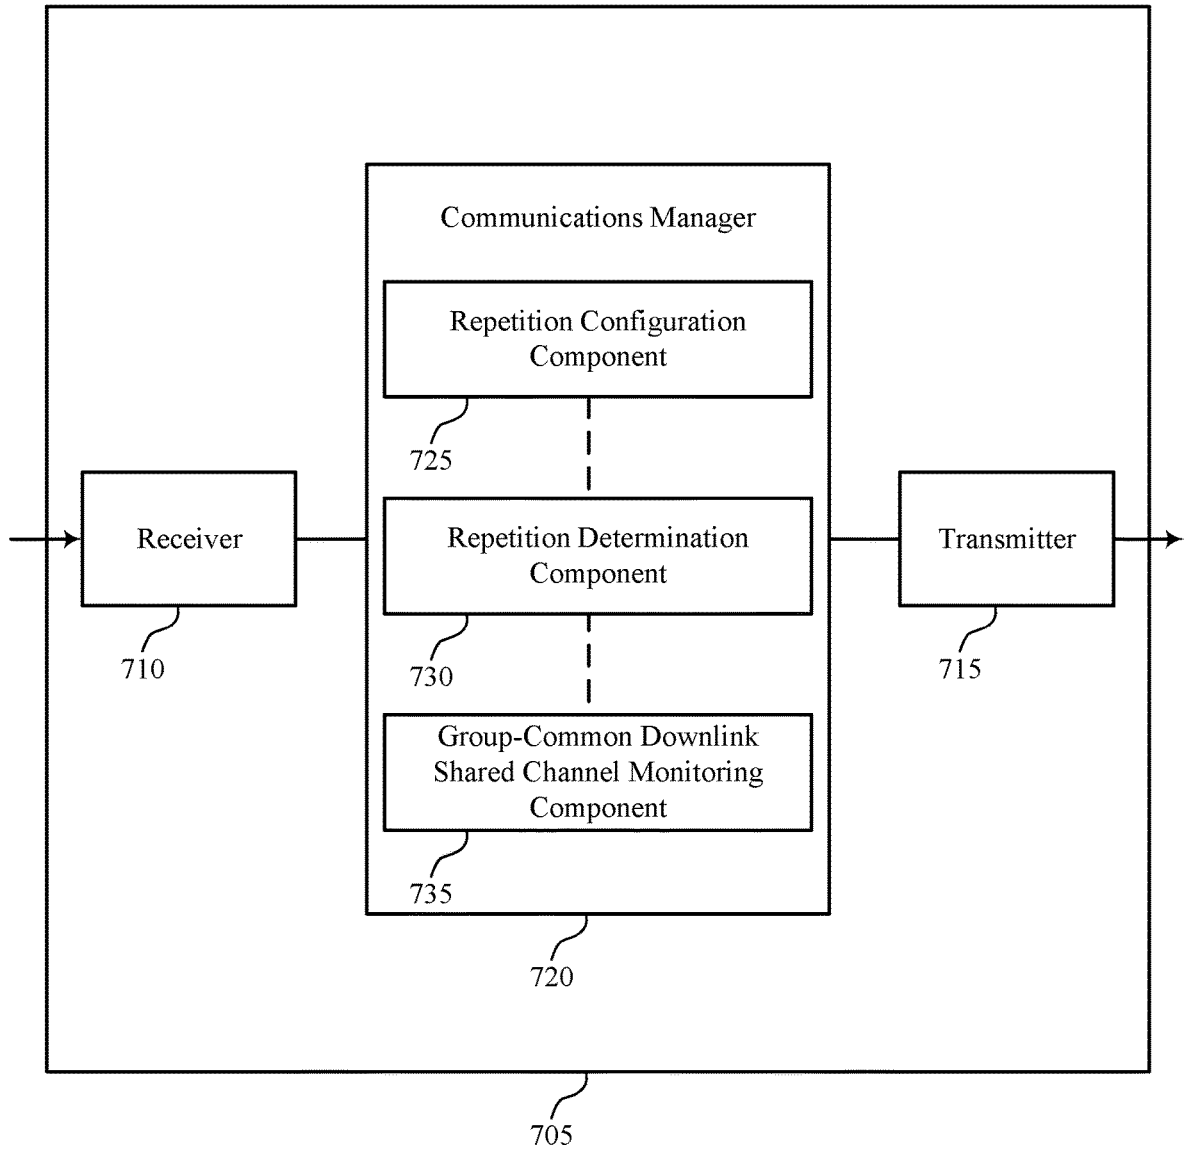 Communications Manager
Repetition Configuration
Component
725
Receiver
710
Repetition Determination
Component
730
Transmitter
715
Group-Common Downlink
Shared Channel Monitoring
Component
735
720
705